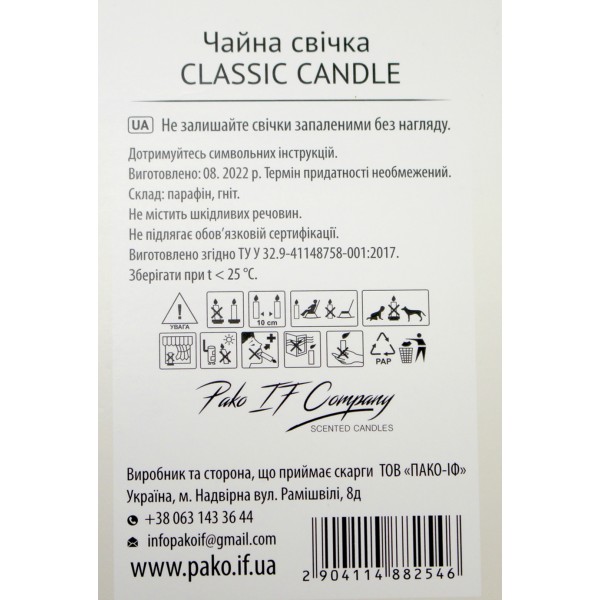 Чайна свічка
CLASSIC CANDLE
UA Не залишайте свічки запаленими без нагляду.
Дотримуйтесь символьних інструкцій.
Виготовлено: 08. 2022 р. Термін придатності необмежений.
Склад: парафін, гніт.
Не містить шкідливих речовин.
Не підлягає обов’язковій сертифікації.
Виготовлено згідно ТУ У 32.9-41148758-001:2017.
Зберігати при t < 25 °С.
УВАГА
10 cm
PAP
Pako IF Company
SCENTED CANDLES
Виробник та сторона, що приймає скарги ТОВ «ПАКО-ІФ»
Україна, м. Надвірна вул. Рамішвілі, 8д
+38 063 143 36 44
infopakoif@gmail.com
www.pako.if.ua
2 904114 882546